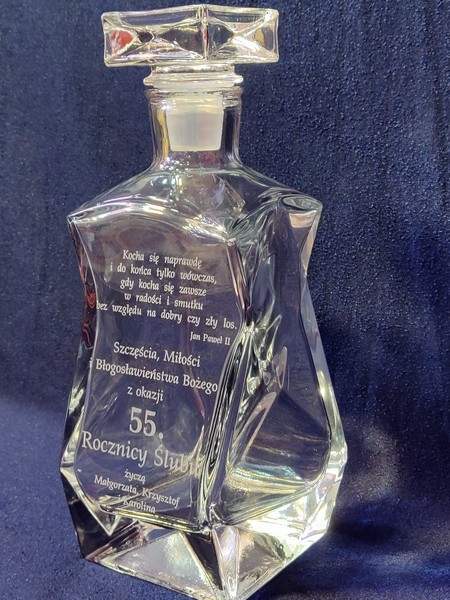 Kocha się naprawdę
i do końca tylko wówczas,
gdy kocha się zawsze
w radości i smutku
bez względu na dobry czy zły los.
Jan Paweł II
Szczęścia, Miłości
Błogosławieństwa Bożego
z okazji
55.
Rocznicy Ślubu
życzą
Małgorzata, Krzysztof
i Karolina